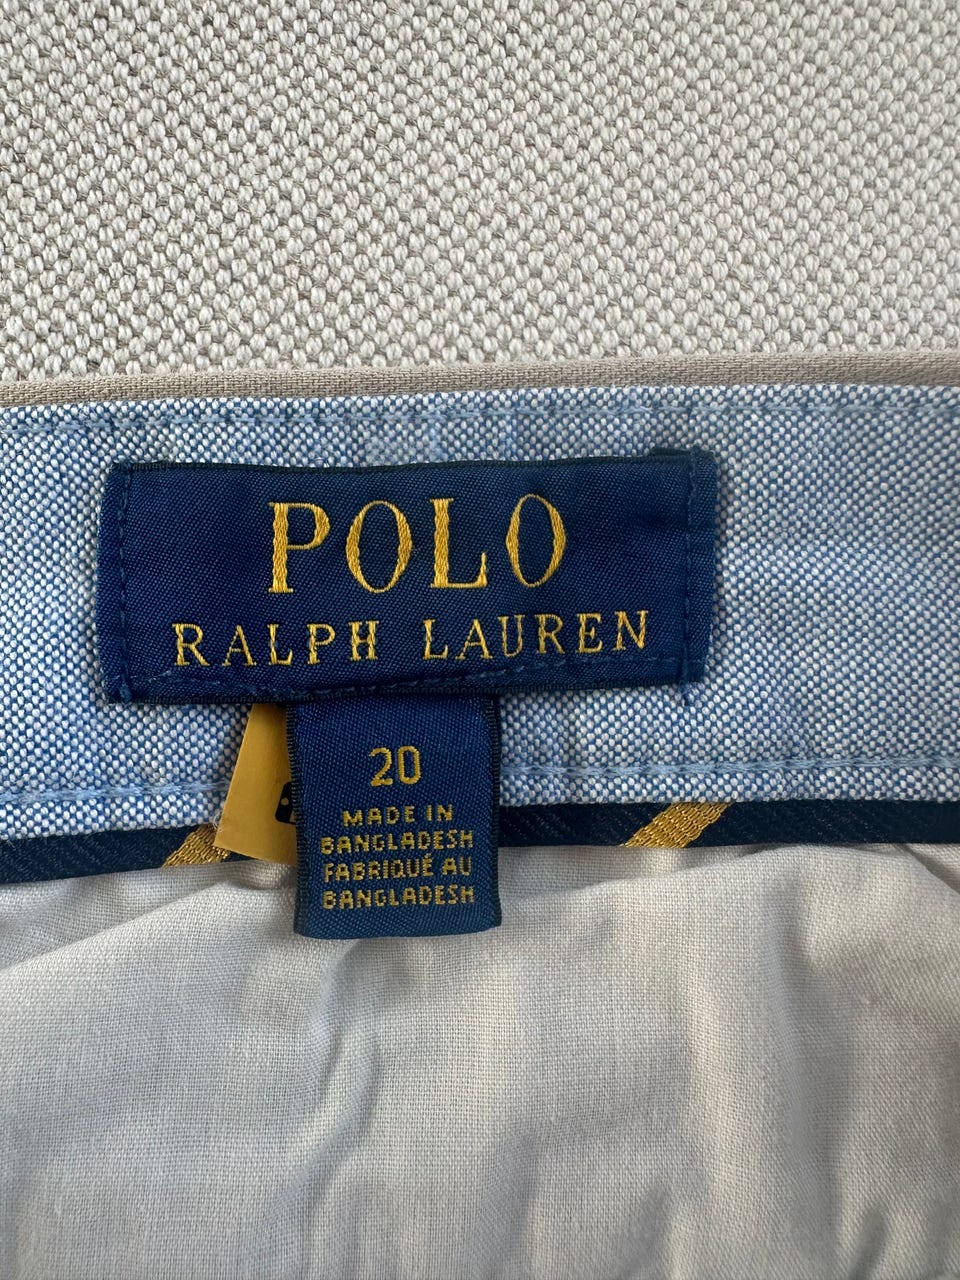 POLO
RALPH LAUREN
20
MADE IN
BANGLADESH
FABRIQUÉ AU
BANGLADESH